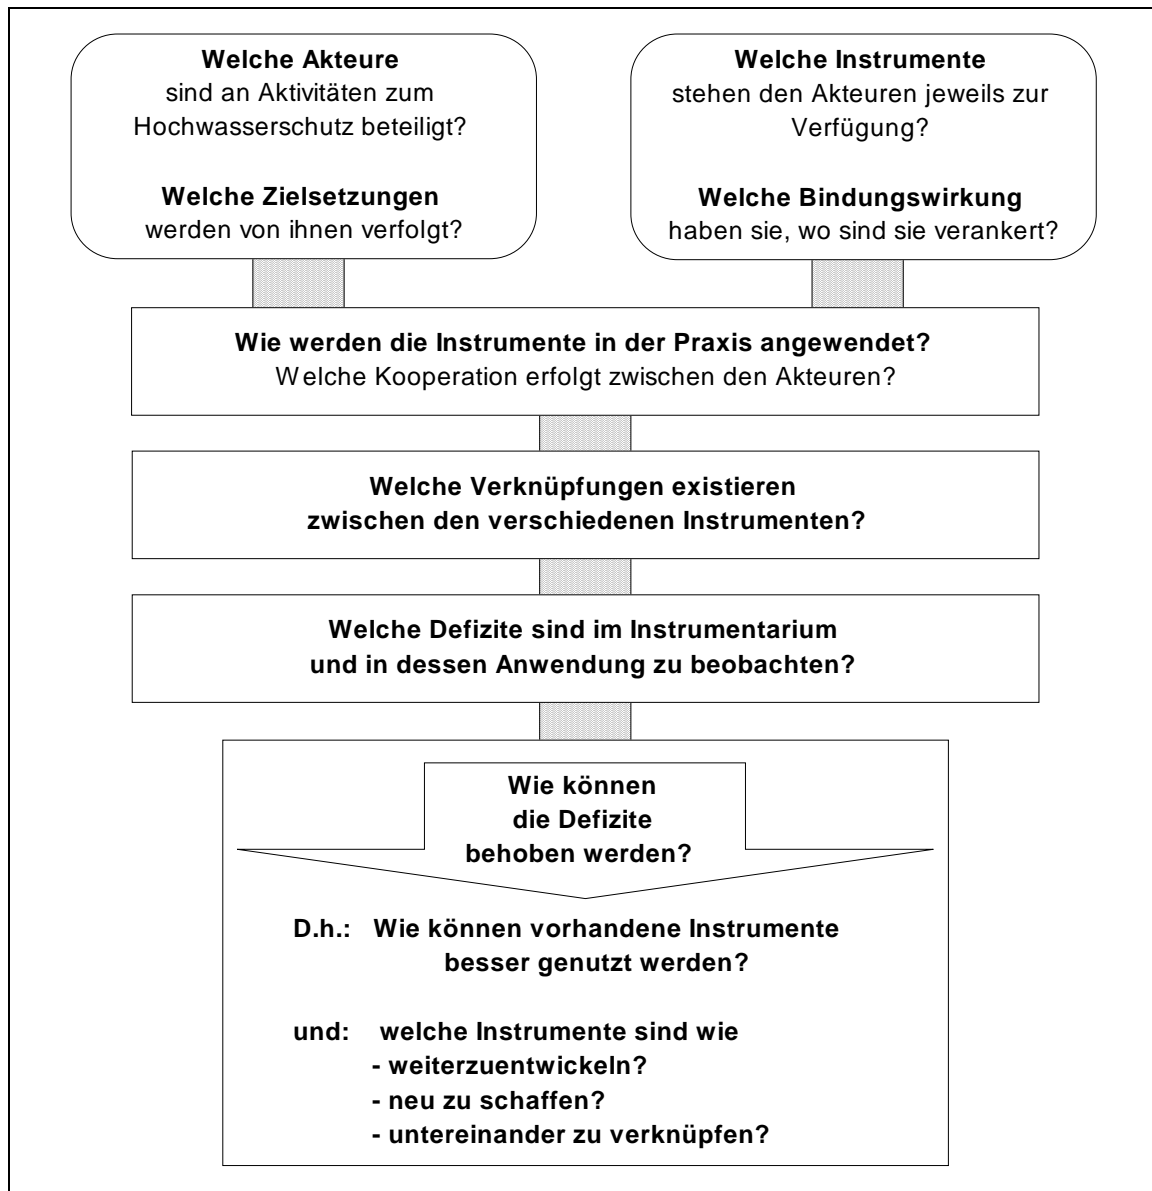 Welche Akteure
sind an Aktivitäten zum
Hochwasserschutz beteiligt?
Welche Zielsetzungen
werden von ihnen verfolgt?
Welche Instrumente
stehen den Akteuren jeweils zur
Verfügung?
Welche Bindungswirkung
haben sie, wo sind sie verankert?
Wie werden die Instrumente in der Praxis angewendet?
Welche Kooperation erfolgt zwischen den Akteuren?
Welche Verknüpfungen existieren
zwischen den verschiedenen Instrumenten?
Welche Defizite sind im Instrumentarium
und in dessen Anwendung zu beobachten?
Wie können
die Defizite
behoben werden?
D.h.: Wie können vorhandene Instrumente
besser genutzt werden?
und: welche Instrumente sind wie
- weiterzuentwickeln?
- neu zu schaffen?
- untereinander zu verknüpfen?